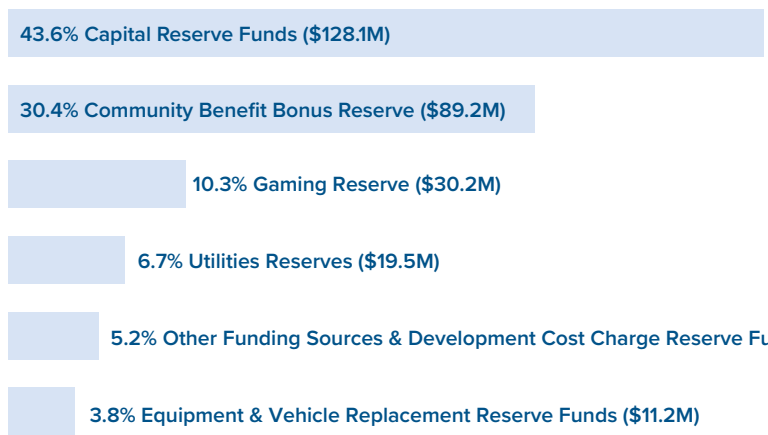 43.6% Capital Reserve Funds ($128.1M)
30.4% Community Benefit Bonus Reserve ($89.2M)
10.3% Gaming Reserve ($30.2M)
6.7% Utilities Reserves ($19.5M)
5.2% Other Funding Sources & Development Cost Charge Reserve
3.8% Equipment & Vehicle Replacement Reserve Funds ($11.2M)